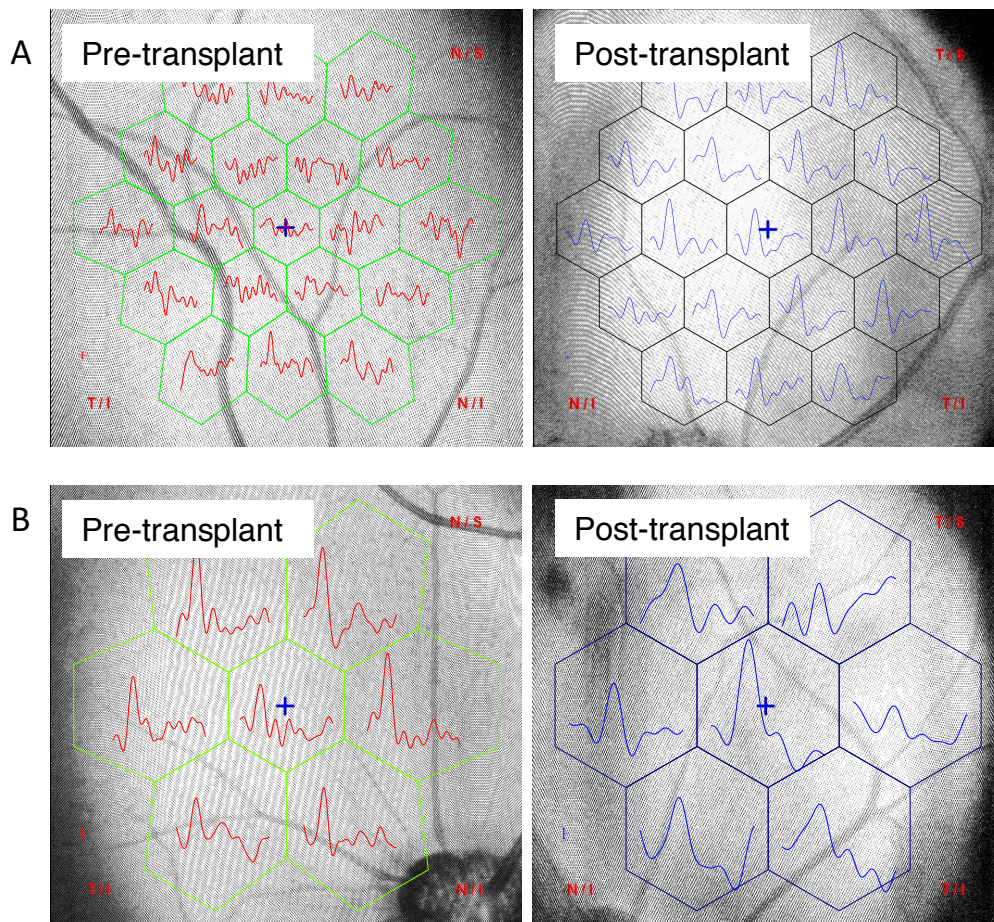 A
Pre-transplant
N/S
T/I
N/I
Post-transplant
T/S
N/I
T/I
B
Pre-transplant
N/S
T/I
N/I
Post-transplant
T/S
N/I
T/I